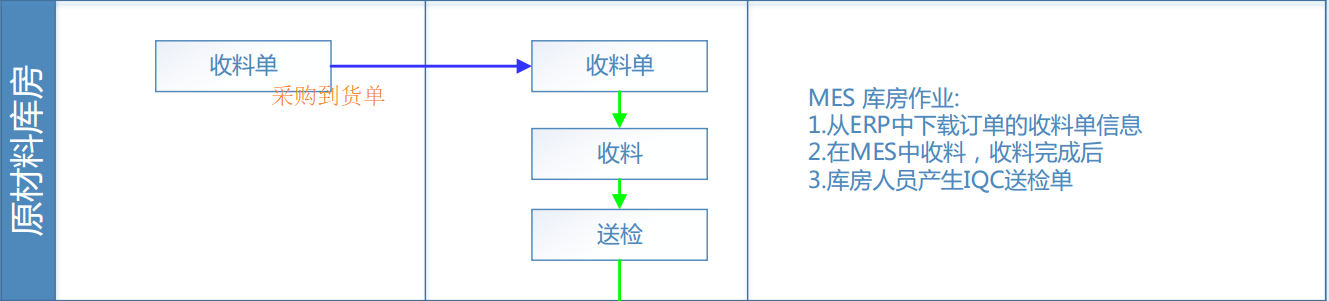 原材料库房
收料单
采购到货单
收料单
收料
送检
MES 库房作业:
1.从ERP中下载订单的收料单信息
2.在MES中收料，收料完成后
3.库房人员产生IQC送检单